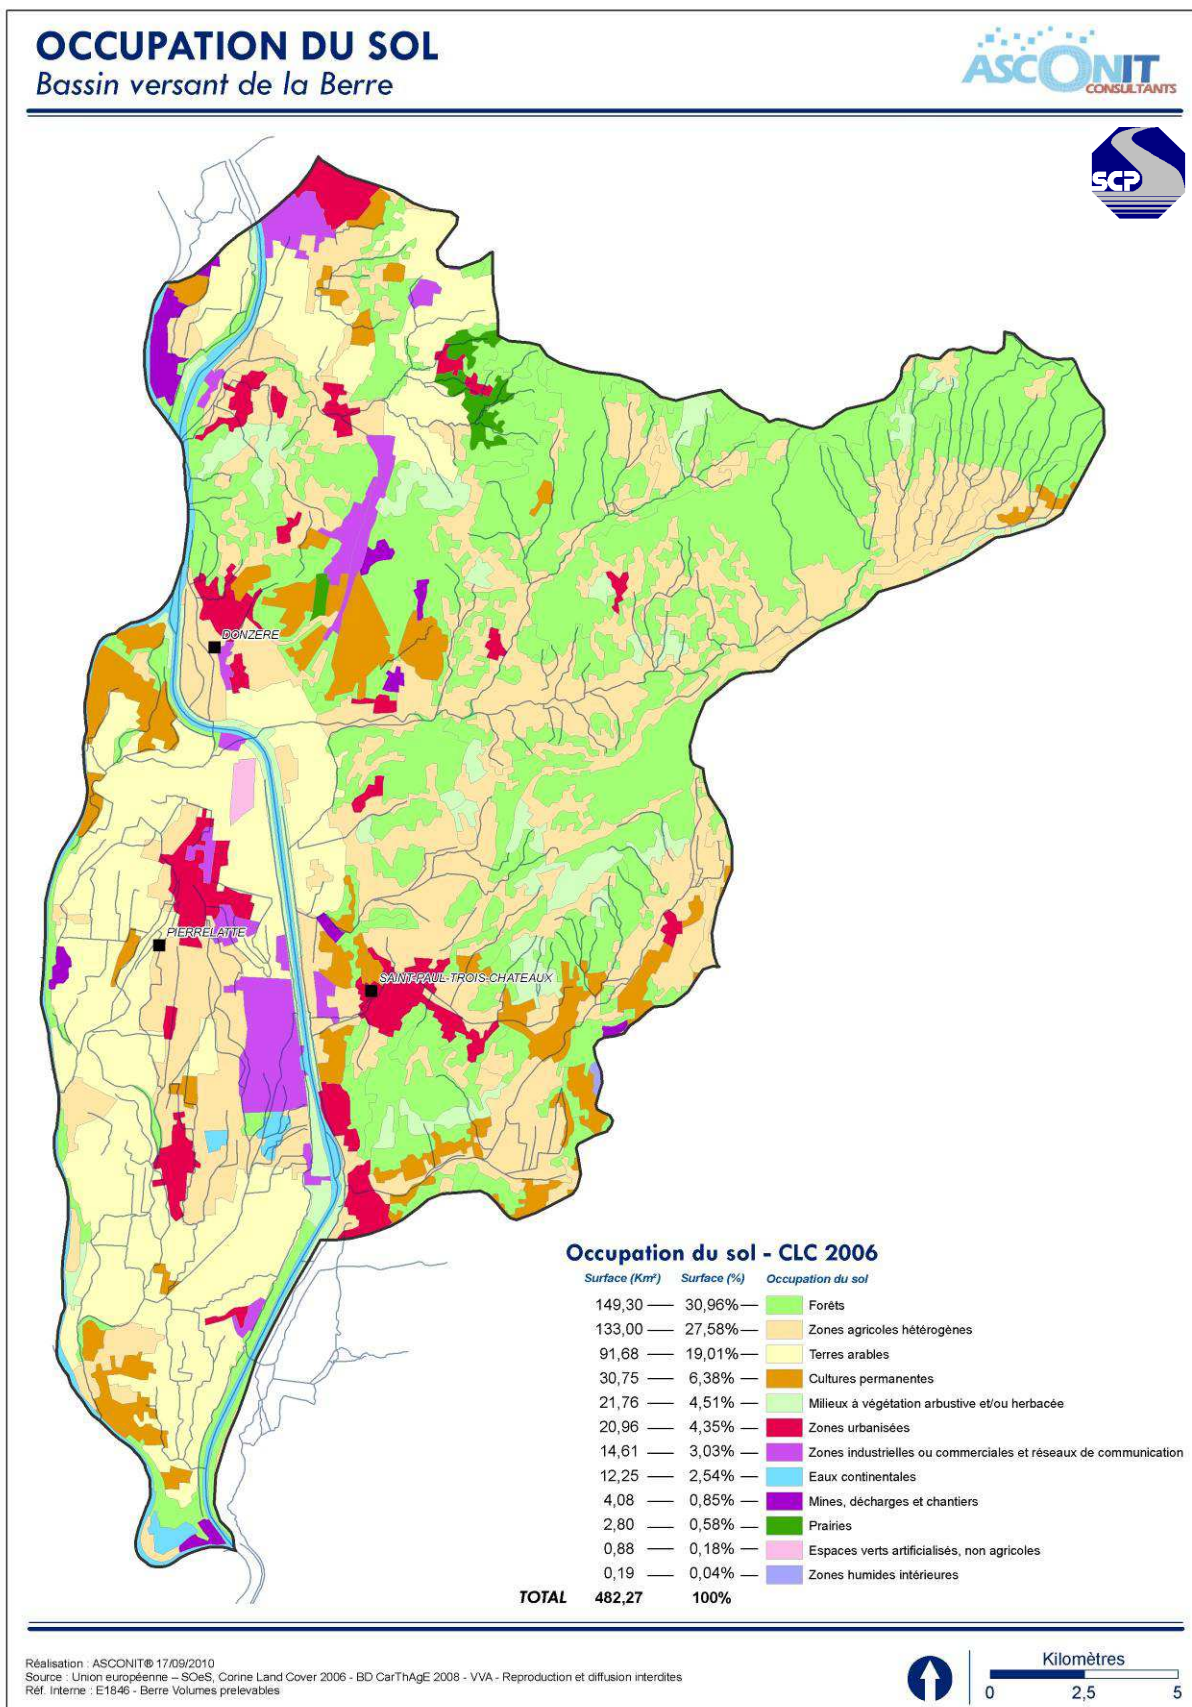 OCCUPATION DU SOL
Bassin versant de la Berre
ASCONIT
CONSULTANTS
SCP
DONZERE
PIERRELATTE
SAINT-PAUL-TROIS-CHATEAUX
Occupation du sol - CLC 2006
Surface (Km²) Surface (%) Occupation du sol
149,30 30,96% Forêts
133,00 27,58% Zones agricoles hétérogènes
91,68 19,01% Terres arables
30,75 6,38% Cultures permanentes
21,76 4,51% Milieux à végétation arbustive et/ou herbacée
20,96 4,35% Zones urbanisées
14,61 3,03% Zones industrielles ou commerciales et réseaux de communication
12,25 2,54% Eaux continentales
4,08 0,85% Mines, décharges et chantiers
2,80 0,58% Prairies
0,88 0,18% Espaces verts artificialisés, non agricoles
0,19 0,04% Zones humides intérieures
TOTAL 482,27 100%
Réalisation : ASCONIT® 17/09/2010
Source : Union européenne – SOeS, Corine Land Cover 2006 - BD CarThAgE 2008 - VVA - Reproduction et diffusion interdites
Réf. Interne : E1846 - Berre Volumes prelevables
Kilomètres
0 2,5 5